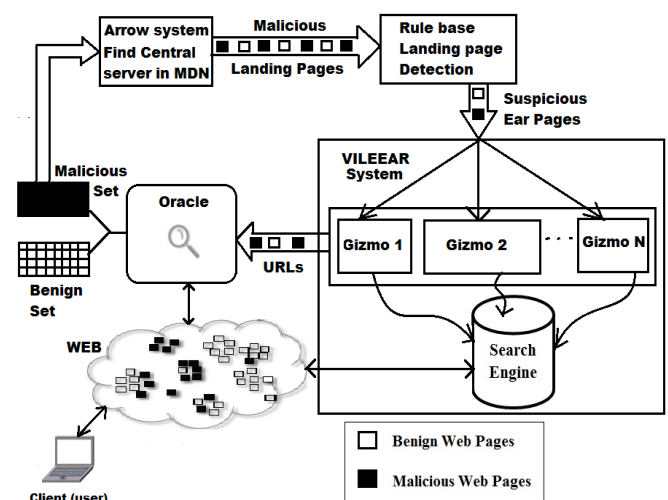 Arrow system
Find Central
server in MDN
Malicious
Landing Pages
Rule base
Landing page
Detection
Suspicious
Ear Pages
VILEEAR
System
Malicious
Set
Oracle
Gizmo 1
Gizmo 2
Gizmo N
URLs
Benign
Set
WEB
Search
Engine
Benign Web Pages
Malicious Web Pages
Client (user)